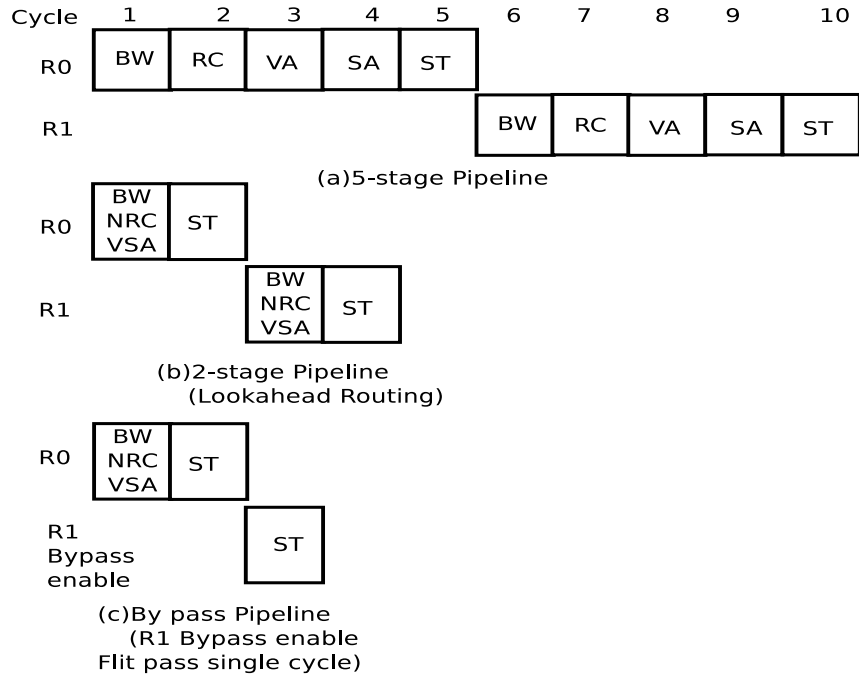 Cycle 1 2 3 4 5 6 7 8 9 10
R0 BW RC VA SA ST
R1 BW RC VA SA ST
(a)5-stage Pipeline
BW
R0 NRC ST
VSA
BW
R1 NRC ST
VSA
(b)2-stage Pipeline
(Lookahead Routing)
BW
R0 NRC ST
VSA
R1
Bypass
enable
ST
(c)By pass Pipeline
(R1 Bypass enable
Flit pass single cycle)